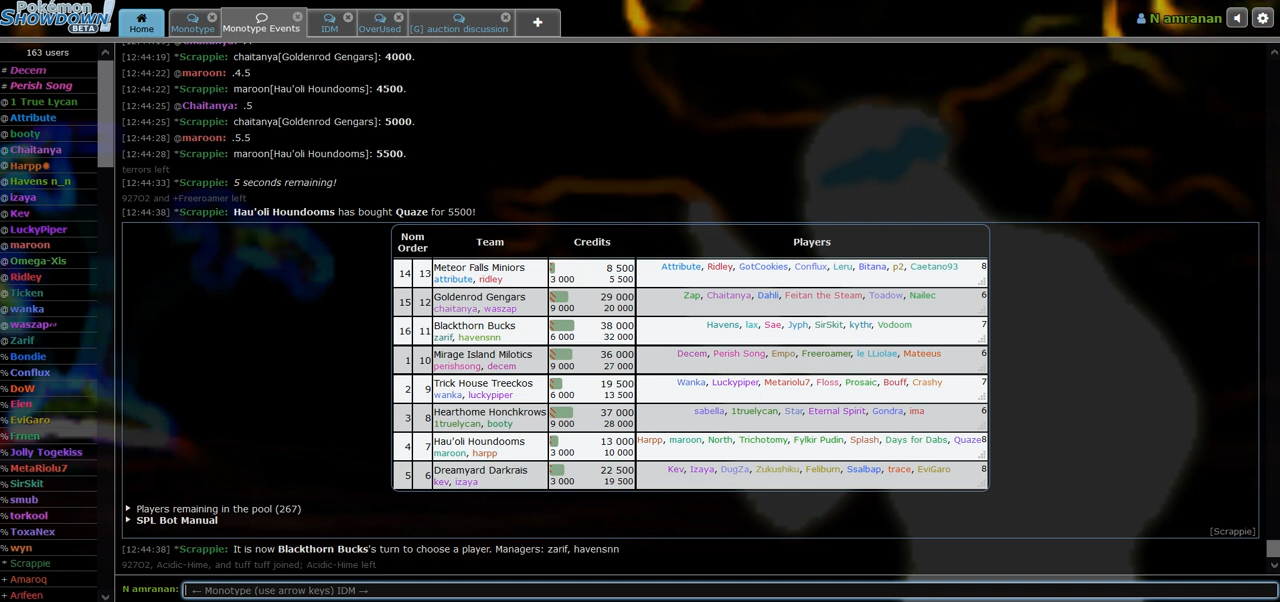 Pokémon
SHOWDOWN! BETA
Home
Monotype
Monotype Events
IDM
OverUsed
[G] auction discussion
+
N amranan
163 users
# Decem
# Perish Song
@ 1 True Lycan
@ Attribute
@ booty
@ Chaitanya
@ Harpp✹
@ Havens n_n
@ izaya
@ Kev
@ LuckyPiper
@ maroon
@ Omega-Xis
@ Ridley
@ Ticken
@ wanka
@ waszap~
@ Zarif
% Bondie
% Conflux
% DoW
% Eien
% EviGaro
% Frnen
% Jolly Togekiss
% MetaRiolu7
% SirSkit
% smub
% torkool
% ToxaNex
% wyn
* Scrappie
+ Amaroq
+ Arifeen
[12:44:19] *Scrappie: chaitanya[Goldenrod Gengars]: 4000.
[12:44:22] @maroon: .4.5
[12:44:22] *Scrappie: maroon[Hau'oli Houndooms]: 4500.
[12:44:25] @Chaitanya: .5
[12:44:25] *Scrappie: chaitanya[Goldenrod Gengars]: 5000.
[12:44:28] @maroon: .5.5
[12:44:28] *Scrappie: maroon[Hau'oli Houndooms]: 5500.
terrors left
[12:44:33] *Scrappie: 5 seconds remaining!
92702 and +Freeroamer left
[12:44:38] *Scrappie: Hau'oli Houndooms has bought Quaze for 5500!
Nom Order Team Credits Players
14 13 Meteor Falls Miniors 8 500 Attribute, Ridley, GotCookies, Conflux, Leru, Bitana, p2, Caetano93 8
attribute, ridley 3 000 5 500
15 12 Goldenrod Gengars 29 000 Zap, Chaitanya, Dahli, Feitan the Steam, Toadow, Nailec 6
chaitanya, waszap 9 000 20 000
16 11 Blackthorn Bucks 38 000 Havens, lax, Sae, Jyph, SirSkit, kythr, Vodoom 7
zarif, havensnn 6 000 32 000
1 10 Mirage Island Milotics 36 000 Decem, Perish Song, Empo, Freeroamer, le LLiolae, Mateeus 6
perishsong, decem 9 000 27 000
2 9 Trick House Treeckos 19 500 Wanka, Luckypiper, Metariolu7, Floss, Prosaic, Bouff, Crashy 7
wanka, luckypiper 6 000 13 500
3 8 Hearthome Honchkrows 37 000 sabella, 1truelycan, Star, Eternal Spirit, Gondra, ima 6
1truelycan, booty 9 000 28 000
4 7 Hau'oli Houndooms 13 000 Harpp, maroon, North, Trichotomy, Fylkir Pudin, Splash, Days for Dabs, Quaze 8
maroon, harpp 3 000 10 000
5 6 Dreamyard Darkrais 22 500 Kev, Izaya, DugZa, Zukushiku, Feliburn, Ssalbap, trace, EviGaro 8
kev, izaya 3 000 19 500
Players remaining in the pool (267)
SPL Bot Manual
[Scrappie]
[12:44:38] *Scrappie: It is now Blackthorn Bucks's turn to choose a player. Managers: zarif, havensnn
92702, Acidic-Hime, and tuff tuff joined; Acidic-Hime left
N amranan: ← Monotype (use arrow keys) IDM →